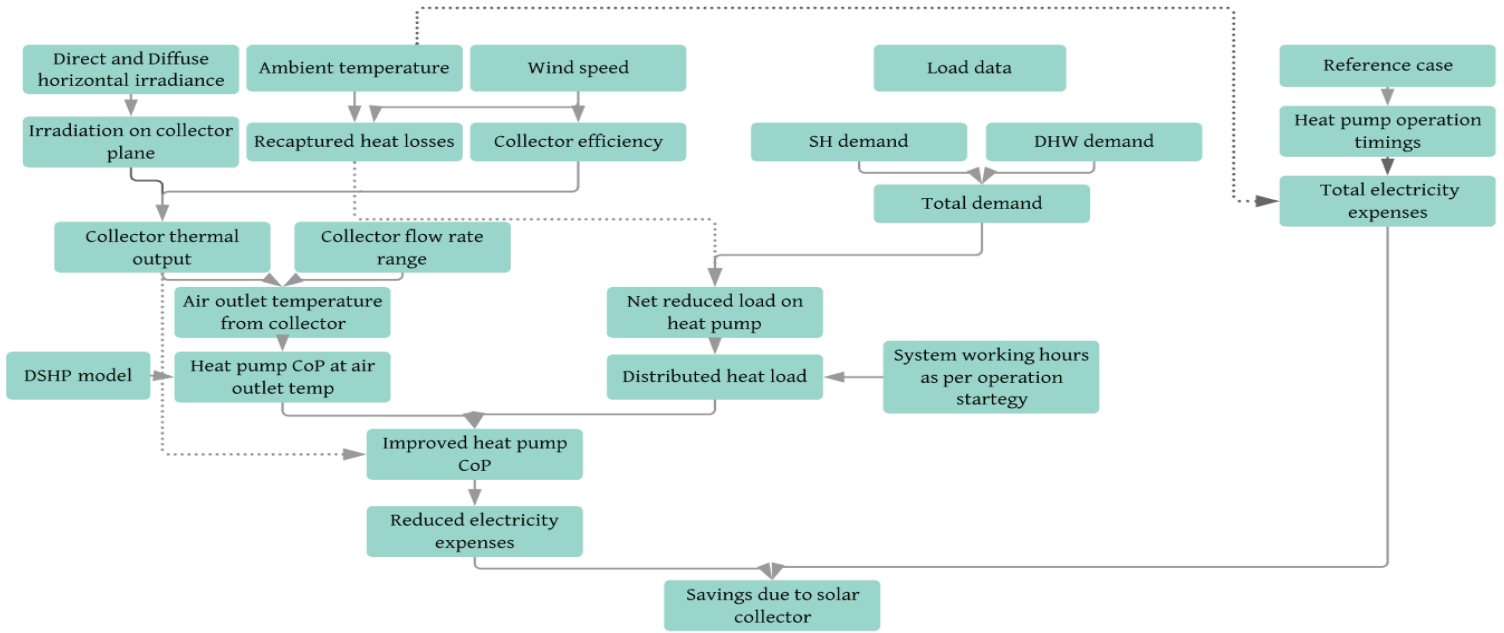 Direct and Diffuse
horizontal irradiance
Ambient temperature
Wind speed
Load data
Reference case
Irradiation on collector
plane
Recaptured heat losses
Collector efficiency
SH demand
DHW demand
Heat pump operation
timings
Total demand
Total electricity
expenses
Collector thermal
output
Collector flow rate
range
Air outlet temperature
from collector
Net reduced load on
heat pump
DSHP model
Heat pump CoP at air
outlet temp
Distributed heat load
System working hours
as per operation
startegy
Improved heat pump
CoP
Reduced electricity
expenses
Savings due to solar
collector